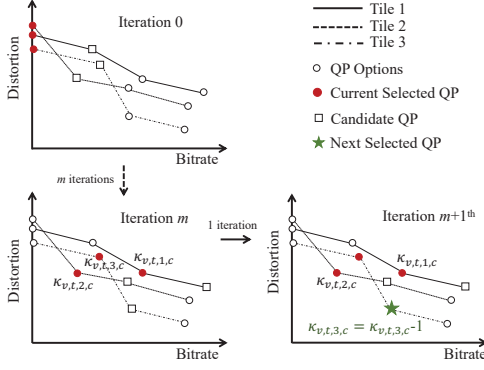 Iteration 0
Distortion
Bitrate
Tile 1
Tile 2
Tile 3
QP Options
Current Selected QP
Candidate QP
Next Selected QP
m iterations
Iteration m
1 iteration
Distortion
κv,t,1,c
κv,t,3,c
κv,t,2,c
Bitrate
Iteration m+1th
Distortion
κv,t,1,c
κv,t,2,c
κv,t,3,c = κv,t,3,c-1
Bitrate